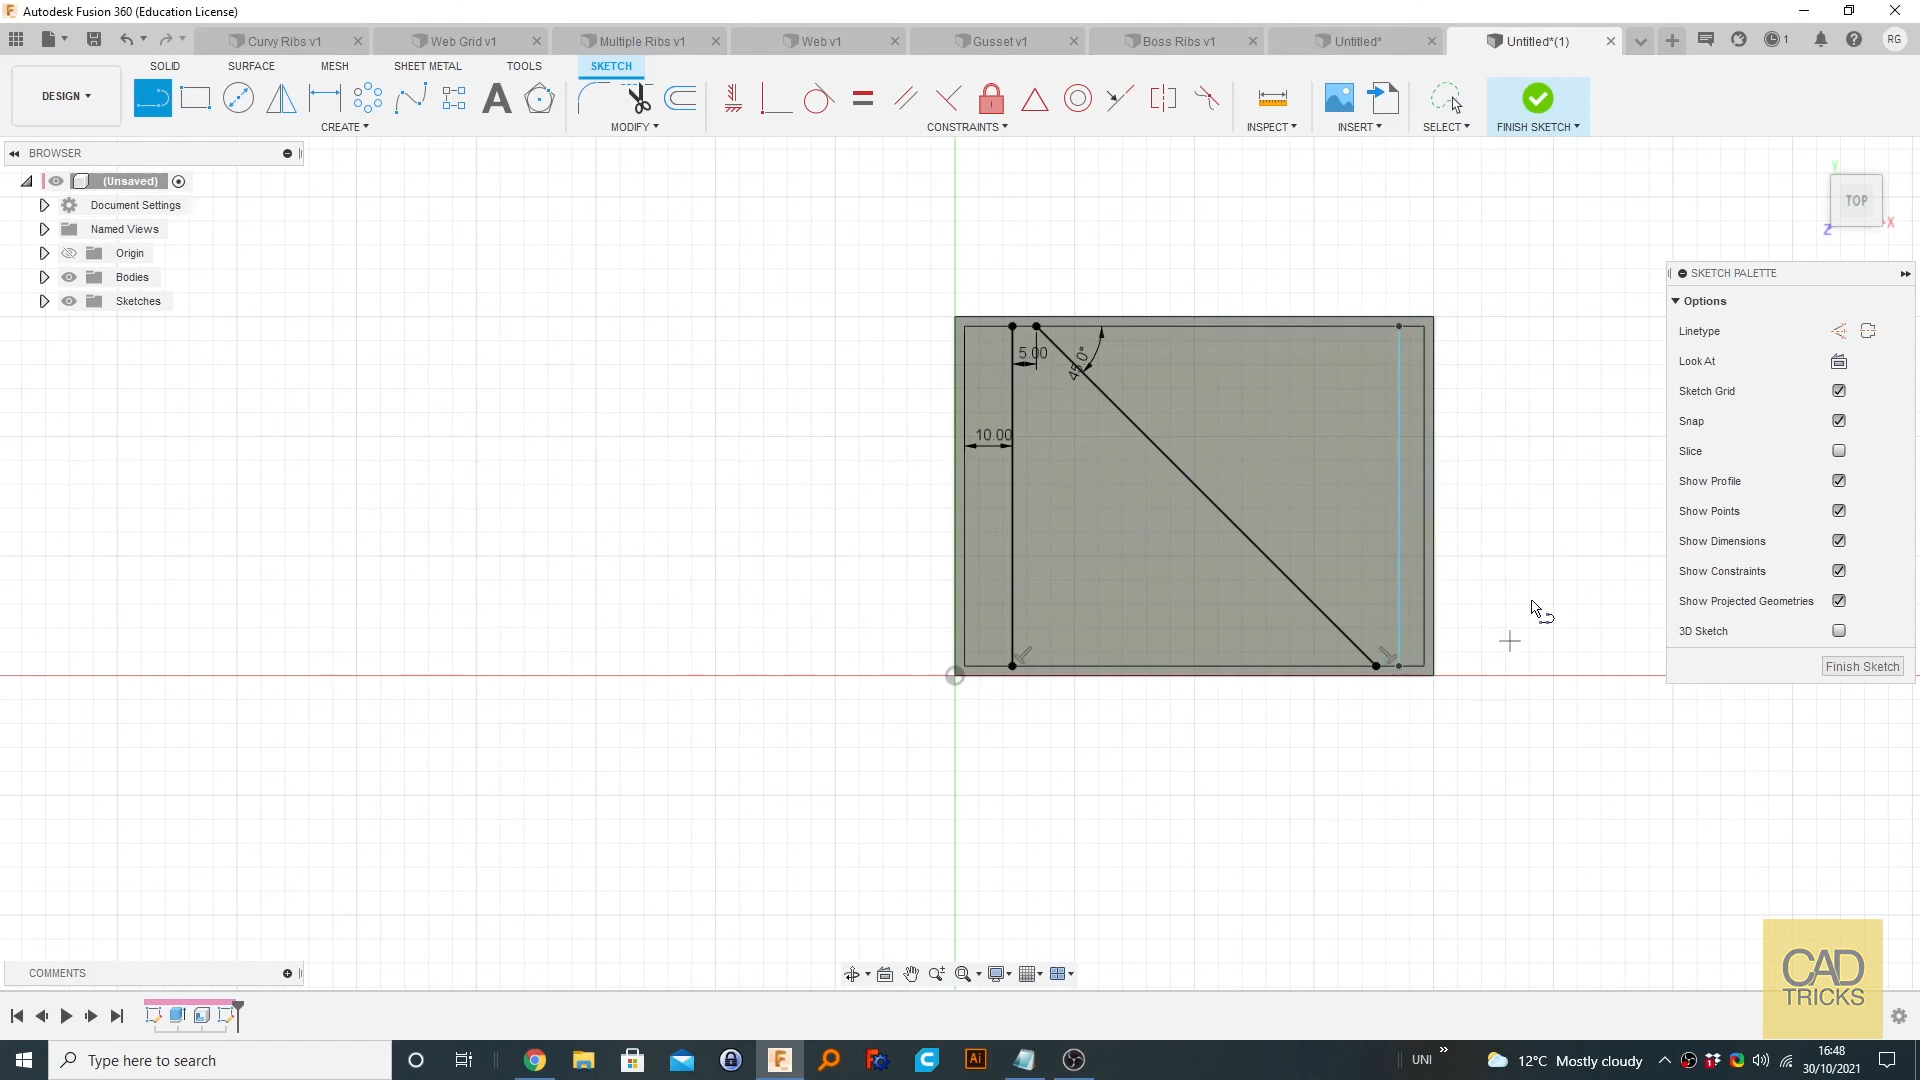 Autodesk Fusion 360 (Education License)
Curvy Ribs v1
Web Grid v1
Multiple Ribs v1
Web v1
Gusset v1
Boss Ribs v1
Untitled*
Untitled*(1)
1
RG
SOLID
SURFACE
MESH
SHEET METAL
TOOLS
SKETCH
DESIGN
CREATE
MODIFY
CONSTRAINTS
INSPECT
INSERT
SELECT
FINISH SKETCH
BROWSER
(Unsaved)
Document Settings
Named Views
Origin
Bodies
Sketches
Y
TOP
X
Z
5.00
45.0°
10.00
SKETCH PALETTE
Options
Linetype
Look At
Sketch Grid
Snap
Slice
Show Profile
Show Points
Show Dimensions
Show Constraints
Show Projected Geometries
3D Sketch
Finish Sketch
COMMENTS
CAD
TRICKS
Type here to search
Ai
UNI
12°C Mostly cloudy
16:48
30/10/2021